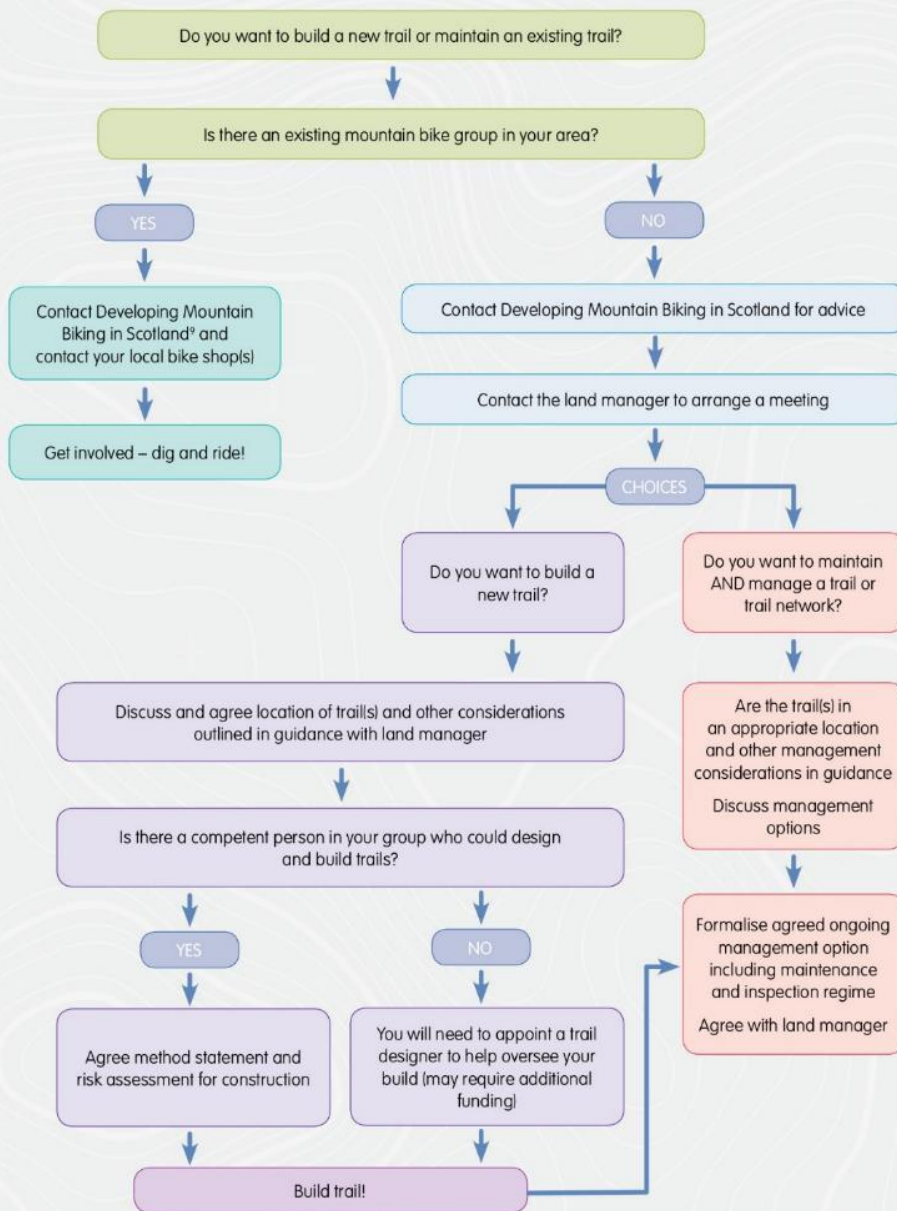 Do you want to build a new trail or maintain an existing trail?
Is there an existing mountain bike group in your area?
YES
NO
Contact Developing Mountain
Biking in Scotland⁹ and
contact your local bike shop(s)
Get involved – dig and ride!
Contact Developing Mountain Biking in Scotland for advice
Contact the land manager to arrange a meeting
CHOICES
Do you want to build a
new trail?
Do you want to maintain
AND manage a trail or
trail network?
Discuss and agree location of trail(s) and other considerations
outlined in guidance with land manager
Are the trail(s) in
an appropriate location
and other management
considerations in guidance
Discuss management
options
Is there a competent person in your group who could design
and build trails?
YES
NO
Agree method statement and
risk assessment for construction
You will need to appoint a trail
designer to help oversee your
build (may require additional
funding)
Formalise agreed ongoing
management option
including maintenance
and inspection regime
Agree with land manager
Build trail!